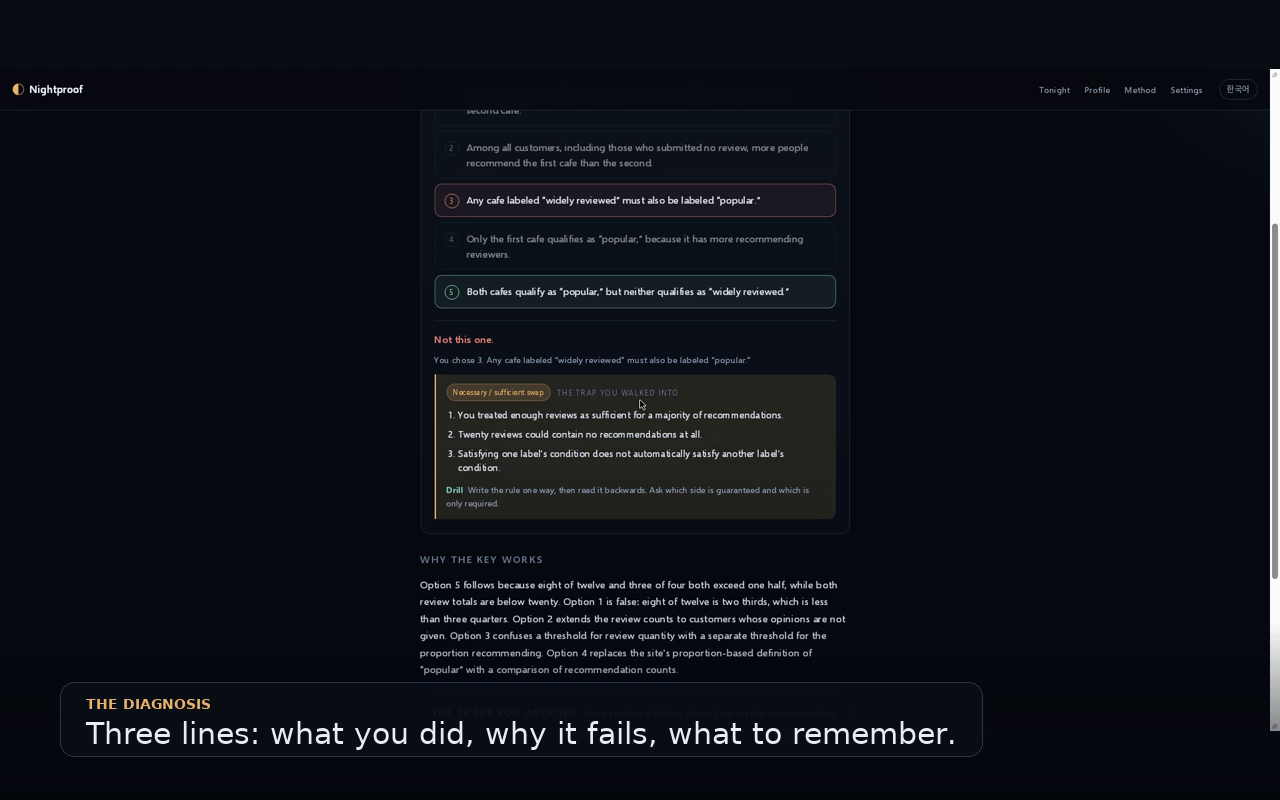 Nightproof
Tonight Profile Method Settings 한국어
second cafe.
2 Among all customers, including those who submitted no review, more people
recommend the first cafe than the second.
3 Any cafe labeled “widely reviewed” must also be labeled “popular.”
4 Only the first cafe qualifies as “popular,” because it has more recommending
reviewers.
5 Both cafes qualify as “popular,” but neither qualifies as “widely reviewed.”
Not this one.
You chose 3. Any cafe labeled “widely reviewed” must also be labeled “popular.”
Necessary / sufficient swap THE TRAP YOU WALKED INTO
1. You treated enough reviews as sufficient for a majority of recommendations.
2. Twenty reviews could contain no recommendations at all.
3. Satisfying one label's condition does not automatically satisfy another label's
condition.
Drill Write the rule one way, then read it backwards. Ask which side is guaranteed and which is
only required.
WHY THE KEY WORKS
Option 5 follows because eight of twelve and three of four both exceed one half, while both
review totals are below twenty. Option 1 is false: eight of twelve is two thirds, which is less
than three quarters. Option 2 extends the review counts to customers whose opinions are not
given. Option 3 confuses a threshold for review quantity with a separate threshold for the
proportion recommending. Option 4 replaces the site's proportion-based definition of
“popular” with a comparison of recommendation counts.
THE DIAGNOSIS
Three lines: what you did, why it fails, what to remember.